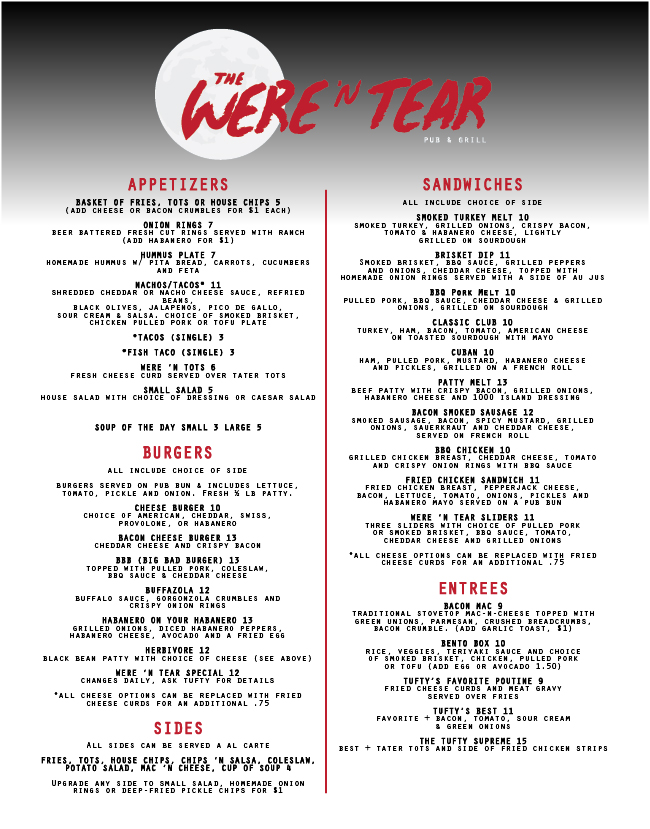 THE
WERE 'N TEAR
PUB & GRILL
APPETIZERS
BASKET OF FRIES, TOTS OR HOUSE CHIPS 5
(ADD CHEESE OR BACON CRUMBLES FOR $1 EACH)
ONION RINGS 7
BEER BATTERED FRESH CUT RINGS SERVED WITH RANCH
(ADD HABANERO FOR $1)
HUMMUS PLATE 7
HOMEMADE HUMMUS W/ PITA BREAD, CARROTS, CUCUMBERS
AND FETA
NACHOS/TACOS* 11
SHREDDED CHEDDAR OR NACHO CHEESE SAUCE, REFRIED
BEANS,
BLACK OLIVES, JALAPENOS, PICO DE GALLO,
SOUR CREAM & SALSA. CHOICE OF SMOKED BRISKET,
CHICKEN PULLED PORK OR TOFU PLATE
*TACOS (SINGLE) 3
*FISH TACO (SINGLE) 3
WERE 'N TOTS 6
FRESH CHEESE CURD SERVED OVER TATER TOTS
SMALL SALAD 5
HOUSE SALAD WITH CHOICE OF DRESSING OR CAESAR SALAD
SOUP OF THE DAY SMALL 3 LARGE 5
BURGERS
ALL INCLUDE CHOICE OF SIDE
BURGERS SERVED ON PUB BUN & INCLUDES LETTUCE,
TOMATO, PICKLE AND ONION. FRESH ½ LB PATTY.
CHEESE BURGER 10
CHOICE OF AMERICAN, CHEDDAR, SWISS,
PROVOLONE, OR HABANERO
BACON CHEESE BURGER 13
CHEDDAR CHEESE AND CRISPY BACON
BBB (BIG BAD BURGER) 13
TOPPED WITH PULLED PORK, COLESLAW,
BBQ SAUCE & CHEDDAR CHEESE
BUFFAZOLA 12
BUFFALO SAUCE, GORGONZOLA CRUMBLES AND
CRISPY ONION RINGS
HABANERO ON YOUR HABANERO 13
GRILLED ONIONS, DICED HABANERO PEPPERS,
HABANERO CHEESE, AVOCADO AND A FRIED EGG
HERBIVORE 12
BLACK BEAN PATTY WITH CHOICE OF CHEESE (SEE ABOVE)
WERE 'N TEAR SPECIAL 12
CHANGES DAILY, ASK TUFTY FOR DETAILS
*ALL CHEESE OPTIONS CAN BE REPLACED WITH FRIED
CHEESE CURDS FOR AN ADDITIONAL .75
SIDES
ALL SIDES CAN BE SERVED A AL CARTE
FRIES, TOTS, HOUSE CHIPS, CHIPS 'N SALSA, COLESLAW,
POTATO SALAD, MAC 'N CHEESE, CUP OF SOUP 4
UPGRADE ANY SIDE TO SMALL SALAD, HOMEMADE ONION
RINGS OR DEEP-FRIED PICKLE CHIPS FOR $1
SANDWICHES
ALL INCLUDE CHOICE OF SIDE
SMOKED TURKEY MELT 10
SMOKED TURKEY, GRILLED ONIONS, CRISPY BACON,
TOMATO & HABANERO CHEESE, LIGHTLY
GRILLED ON SOURDOUGH
BRISKET DIP 11
SMOKED BRISKET, BBQ SAUCE, GRILLED PEPPERS
AND ONIONS, CHEDDAR CHEESE, TOPPED WITH
HOMEMADE ONION RINGS SERVED WITH A SIDE OF AU JUS
BBQ PORK MELT 10
PULLED PORK, BBQ SAUCE, CHEDDAR CHEESE & GRILLED
ONIONS, GRILLED ON SOURDOUGH
CLASSIC CLUB 10
TURKEY, HAM, BACON, TOMATO, AMERICAN CHEESE
ON TOASTED SOURDOUGH WITH MAYO
CUBAN 10
HAM, PULLED PORK, MUSTARD, HABANERO CHEESE
AND PICKLES, GRILLED ON A FRENCH ROLL
PATTY MELT 13
BEEF PATTY WITH CRISPY BACON, GRILLED ONIONS,
HABANERO CHEESE AND 1000 ISLAND DRESSING
BACON SMOKED SAUSAGE 12
SMOKED SAUSAGE, BACON, SPICY MUSTARD, GRILLED
ONIONS, SAUERKRAUT AND CHEDDAR CHEESE,
SERVED ON FRENCH ROLL
BBQ CHICKEN 10
GRILLED CHICKEN BREAST, CHEDDAR CHEESE, TOMATO
AND CRISPY ONION RINGS WITH BBQ SAUCE
FRIED CHICKEN SANDWICH 11
FRIED CHICKEN BREAST, PEPPERJACK CHEESE,
BACON, LETTUCE, TOMATO, ONIONS, PICKLES AND
HABANERO MAYO SERVED ON A PUB BUN
WERE 'N TEAR SLIDERS 11
THREE SLIDERS WITH CHOICE OF PULLED PORK
OR SMOKED BRISKET, BBQ SAUCE, TOMATO,
CHEDDAR CHEESE AND GRILLED ONIONS
*ALL CHEESE OPTIONS CAN BE REPLACED WITH FRIED
CHEESE CURDS FOR AN ADDITIONAL .75
ENTREES
BACON MAC 9
TRADITIONAL STOVETOP MAC-N-CHEESE TOPPED WITH
GREEN UNIONS, PARMESAN, CRUSHED BREADCRUMBS,
BACON CRUNBLE. (ADD GARLIC TOAST, $1)
BENTO BOX 10
RICE, VEGGIES, TERIYAKI SAUCE AND CHOICE
OF SMOKED BRISKET, CHICKEN, PULLED PORK
OR TOFU (ADD EGG OR AVOCADO 1.50)
TUFTY'S FAVORITE POUTINE 9
FRIED CHEESE CURDS AND MEAT GRAVY
SERVED OVER FRIES
TUFTY'S BEST 11
FAVORITE + BACON, TOMATO, SOUR CREAM
& GREEN ONIONS
THE TUFTY SUPREME 15
BEST + TATER TOTS AND SIDE OF FRIED CHICKEN STRIPS